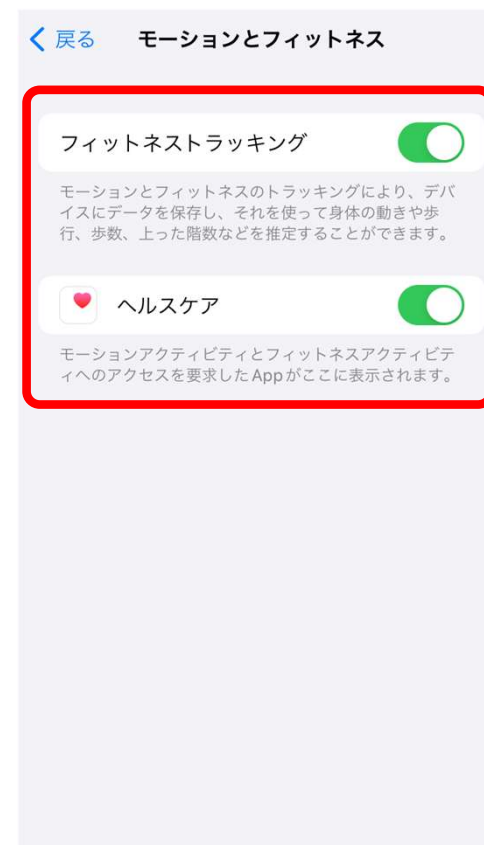 戻る モーションとフィットネス
フィットネストラッキング
モーションとフィットネスのトラッキングにより、デバ
イスにデータを保存し、それを使って身体の動きや歩
行、歩数、上った階数などを推定することができます。
ヘルスケア
モーションアクティビティとフィットネスアクティビテ
ィへのアクセスを要求したAppがここに表示されます。